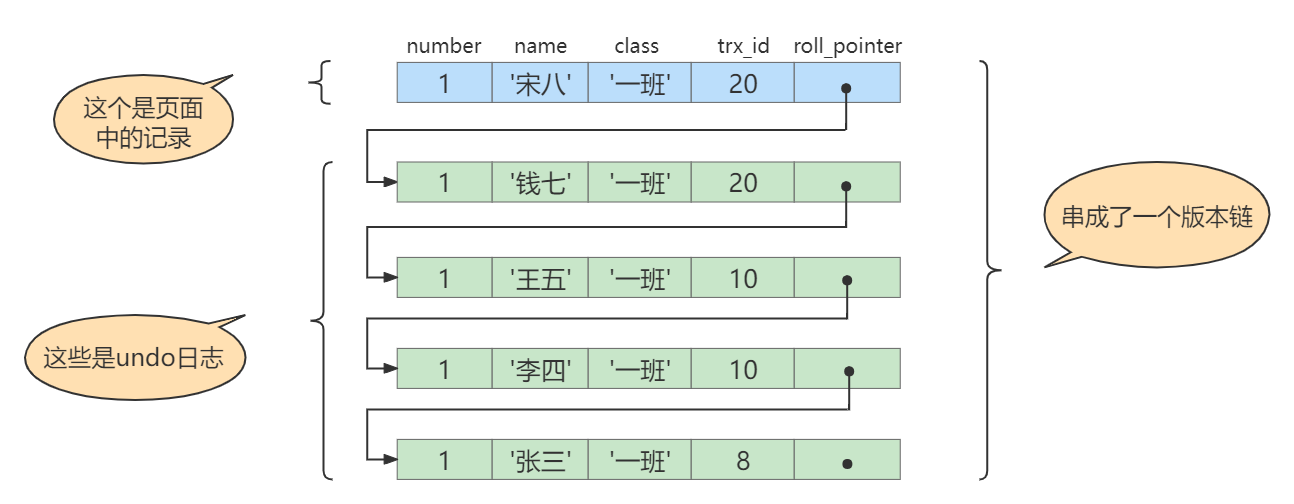 number name class trx_id roll_pointer
1 '宋八' '一班' 20
这个是页面
中的记录
1 '钱七' '一班' 20
串成了一个版本链
1 '王五' '一班' 10
这些是undo日志
1 '李四' '一班' 10
1 '张三' '一班' 8